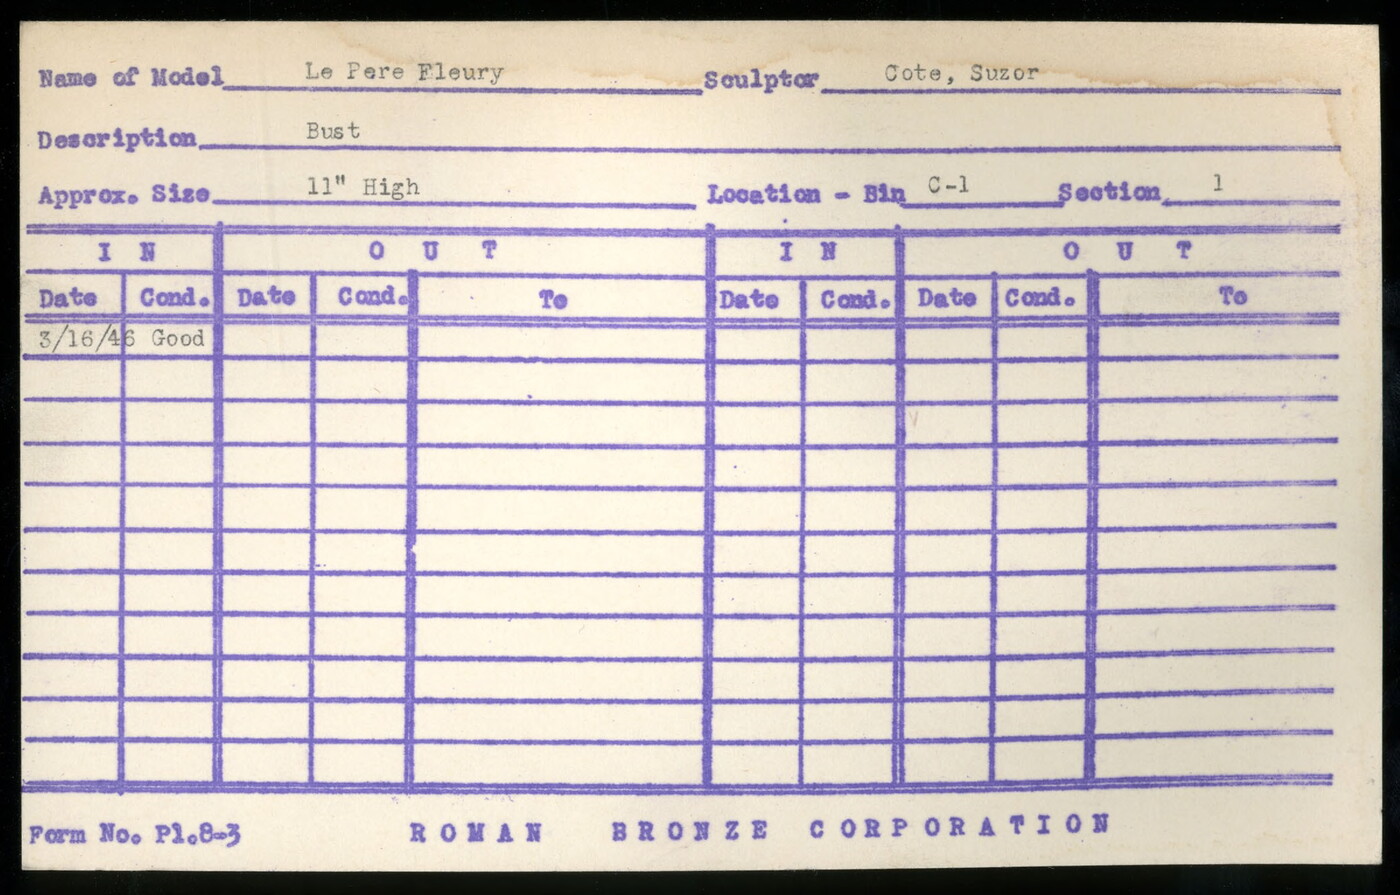 Name of Model Le Pere Fleury Sculptor Cote, Suzor
Description Bust
Approx. Size 11" High Location - Bin C-1 Section 1
IN OUT IN OUT
Date Cond. Date Cond. To Date Cond. Date Cond. To
3/16/46 Good
Form No. Pl.8-3 ROMAN BRONZE CORPORATION